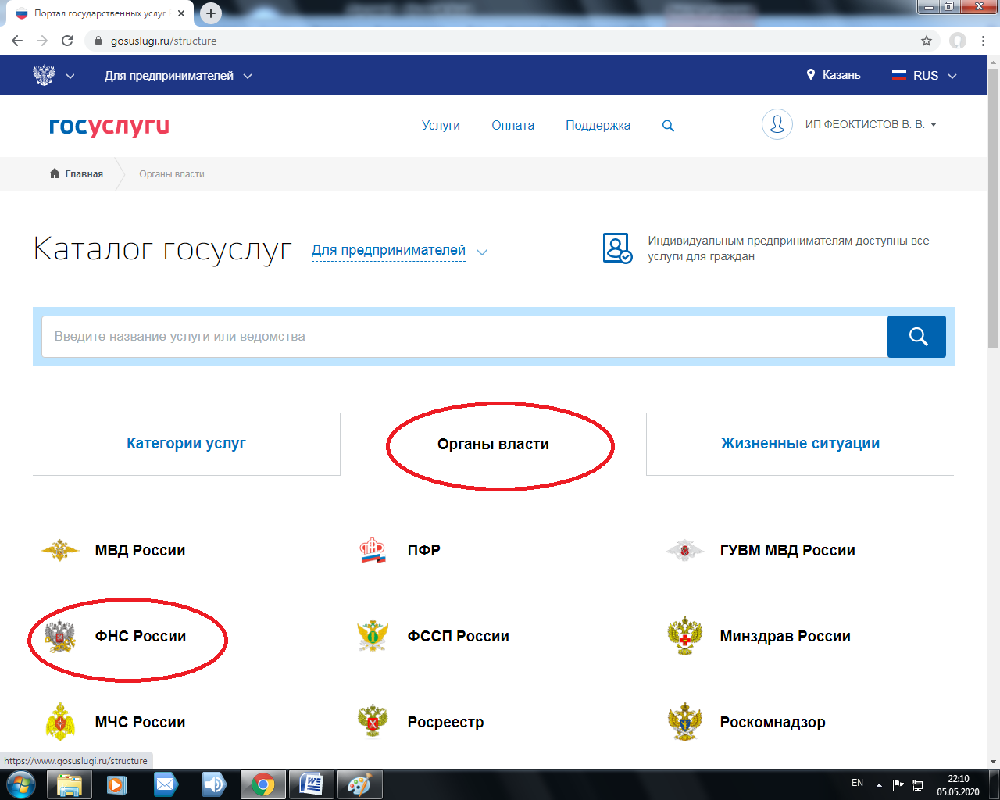 Портал государственных услуг
gosuslugi.ru/structure
Для предпринимателей
Казань
RUS
госуслуги
Услуги
Оплата
Поддержка
ИП ФЕОКТИСТОВ В. В.
Главная
Органы власти
Каталог госуслуг
Для предпринимателей
Индивидуальным предпринимателям доступны все
услуги для граждан
Введите название услуги или ведомства
Категории услуг
Органы власти
Жизненные ситуации
МВД России
ПФР
ГУВМ МВД России
ФНС России
ФССП России
Минздрав России
МЧС России
Росреестр
Роскомнадзор
https://www.gosuslugi.ru/structure
EN
22:10
05.05.2020